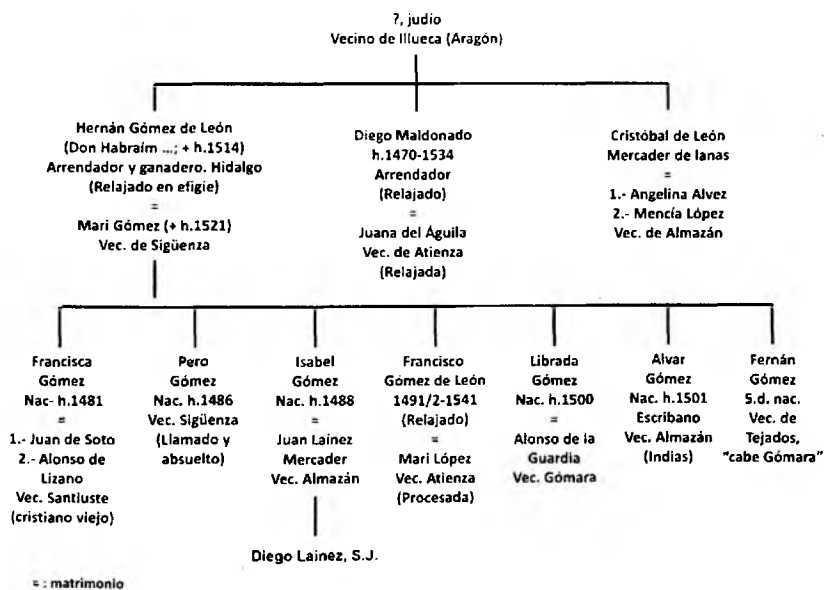 ?, judío
Vecino de Illueca (Aragón)
Hernán Gómez de León
(Don Habraím ...; + h.1514)
Arrendador y ganadero. Hidalgo
(Relajado en efigie)
=
Mari Gómez (+ h.1521)
Vec. de Sigüenza
Diego Maldonado
h.1470-1534
Arrendador
(Relajado)
=
Juana del Águila
Vec. de Atienza
(Relajada)
Cristóbal de León
Mercader de lanas
=
1.- Angelina Alvez
2.- Mencía López
Vec. de Almazán
Francisca
Gómez
Nac- h.1481
=
1.- Juan de Soto
2.- Alonso de
Lizano
Vec. Santiuste
(cristiano viejo)
Pero
Gómez
Nac. h.1486
Vec. Sigüenza
(Llamado y
absuelto)
Isabel
Gómez
Nac. h.1488
=
Juan Laínez
Mercader
Vec. Almazán
Francisco
Gómez de León
1491/2-1541
(Relajado)
=
Mari López
Vec. Atienza
(Procesada)
Librada
Gómez
Nac. h.1500
=
Alonso de la
Guardia
Vec. Gómara
Alvar
Gómez
Nac. h.1501
Escribano
Vec. Almazán
(Indias)
Fernán
Gómez
S.d. nac.
Vec. de
Tejados,
"cabe Gómara"
Diego Lainez, S.J.
= : matrimonio